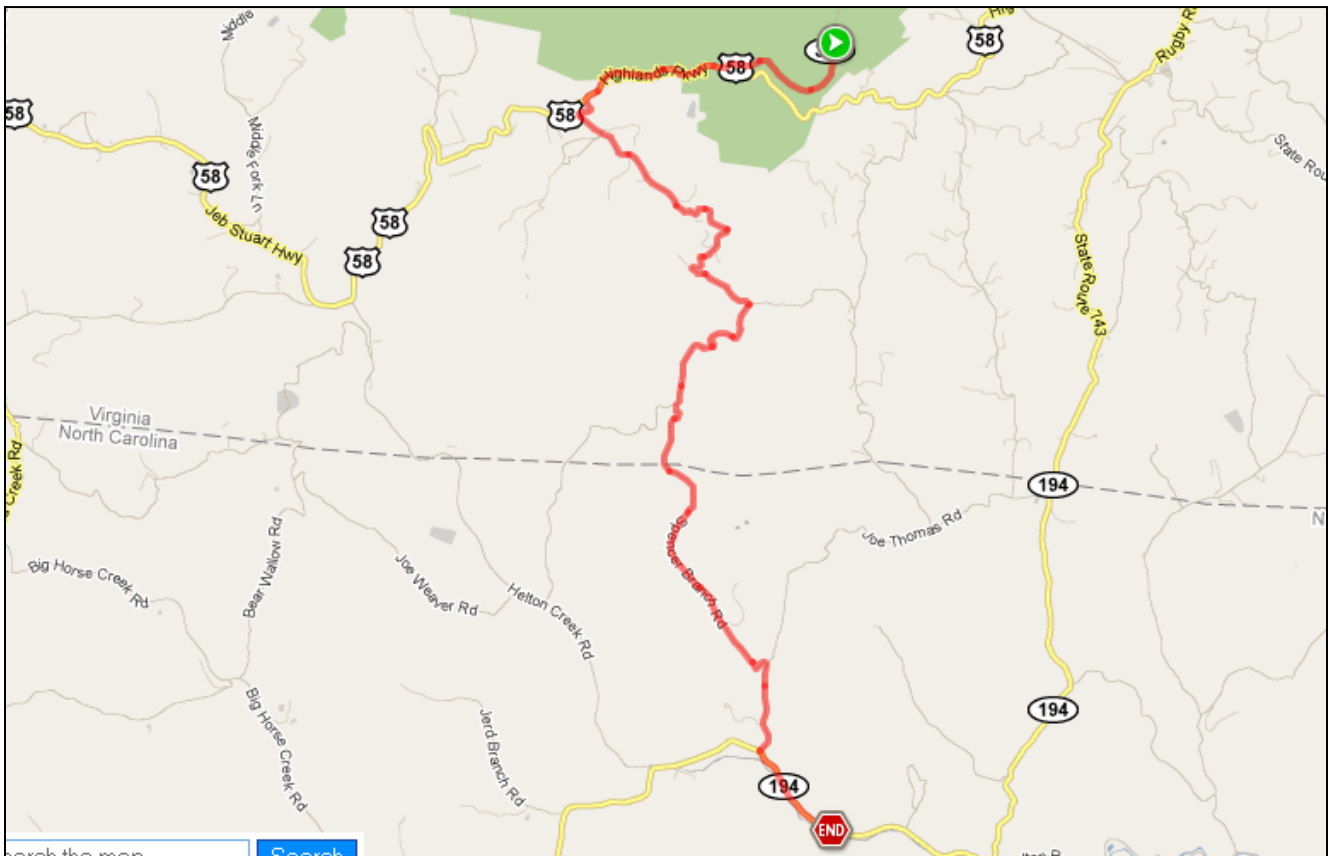 Middle
58
58
Rugby R
Highlands Pkwy
58
58
58
Middle Fork Ln
State Rou
58
Jeb Stuart Hwy
58
58
State Route 743
Virginia
North Carolina
Creek Rd
194
N
Spencer Branch Rd
Joe Thomas Rd
Bear Wallow Rd
Big Horse Creek Rd
Joe Weaver Rd
Helton Creek Rd
Big Horse Creek Rd
Jerd Branch Rd
194
194
END
Search